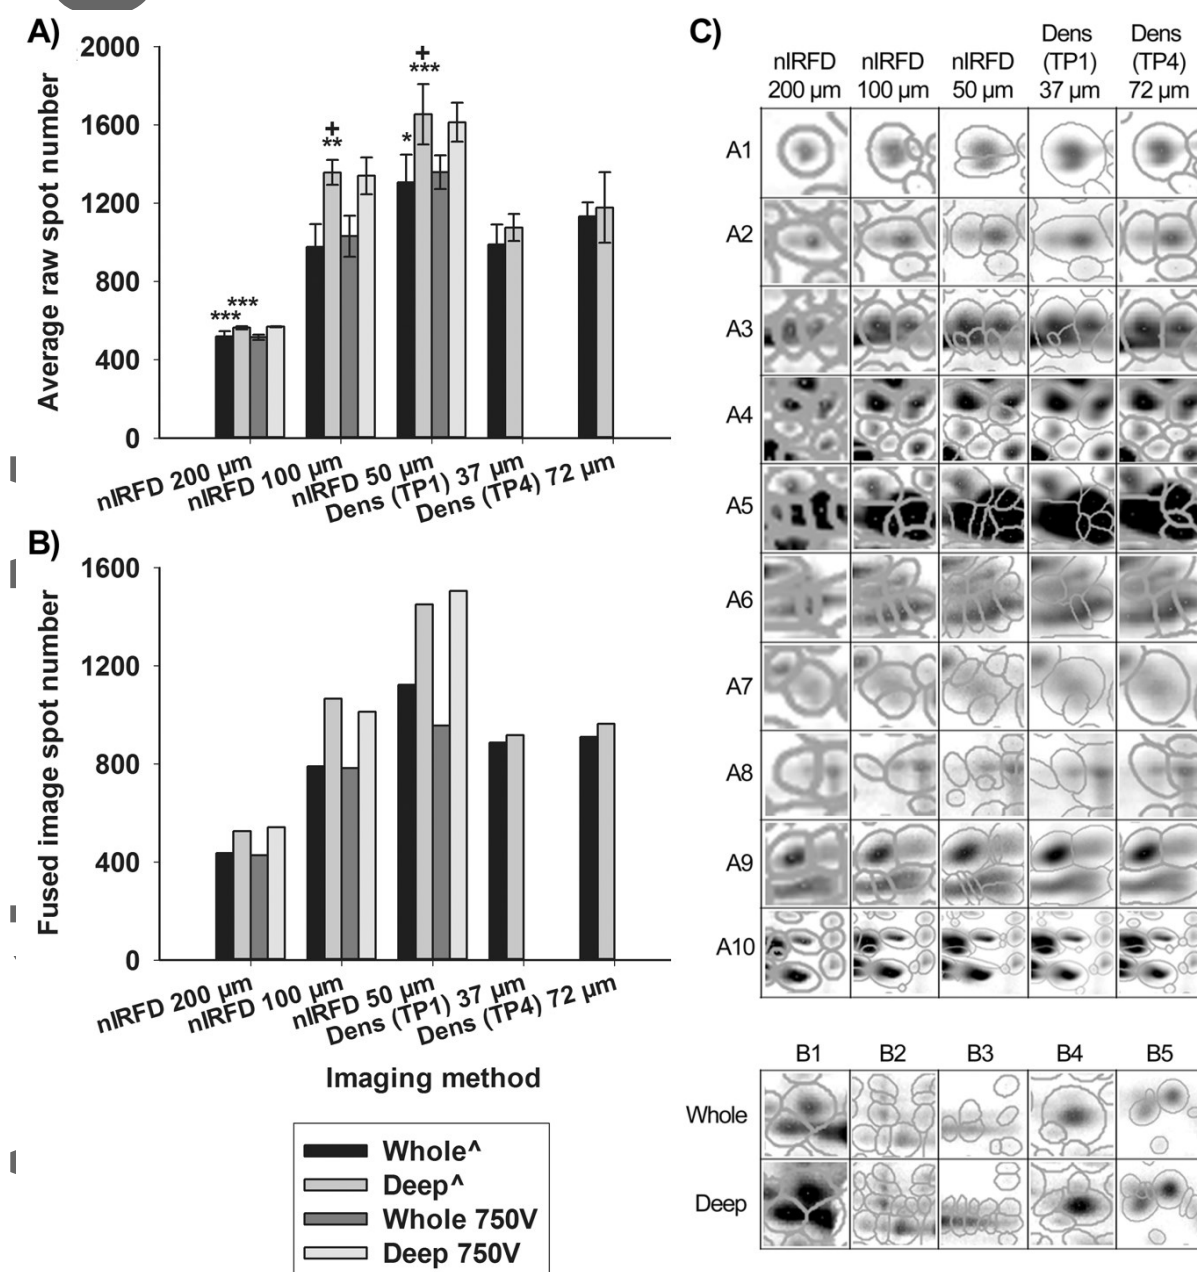 A)
Average raw spot number
2000
1600
1200
800
400
0
***
***
+
**
*
+
***
nIRFD 200 µm
nIRFD 100 µm
nIRFD 50 µm
Dens (TP1) 37 µm
Dens (TP4) 72 µm
B)
Fused image spot number
1600
1200
800
400
0
nIRFD 200 µm
nIRFD 100 µm
nIRFD 50 µm
Dens (TP1) 37 µm
Dens (TP4) 72 µm
Imaging method
Whole^
Deep^
Whole 750V
Deep 750V
C)
nIRFD
200 µm
nIRFD
100 µm
nIRFD
50 µm
Dens
(TP1)
37 µm
Dens
(TP4)
72 µm
A1
A2
A3
A4
A5
A6
A7
A8
A9
A10
B1 B2 B3 B4 B5
Whole
Deep